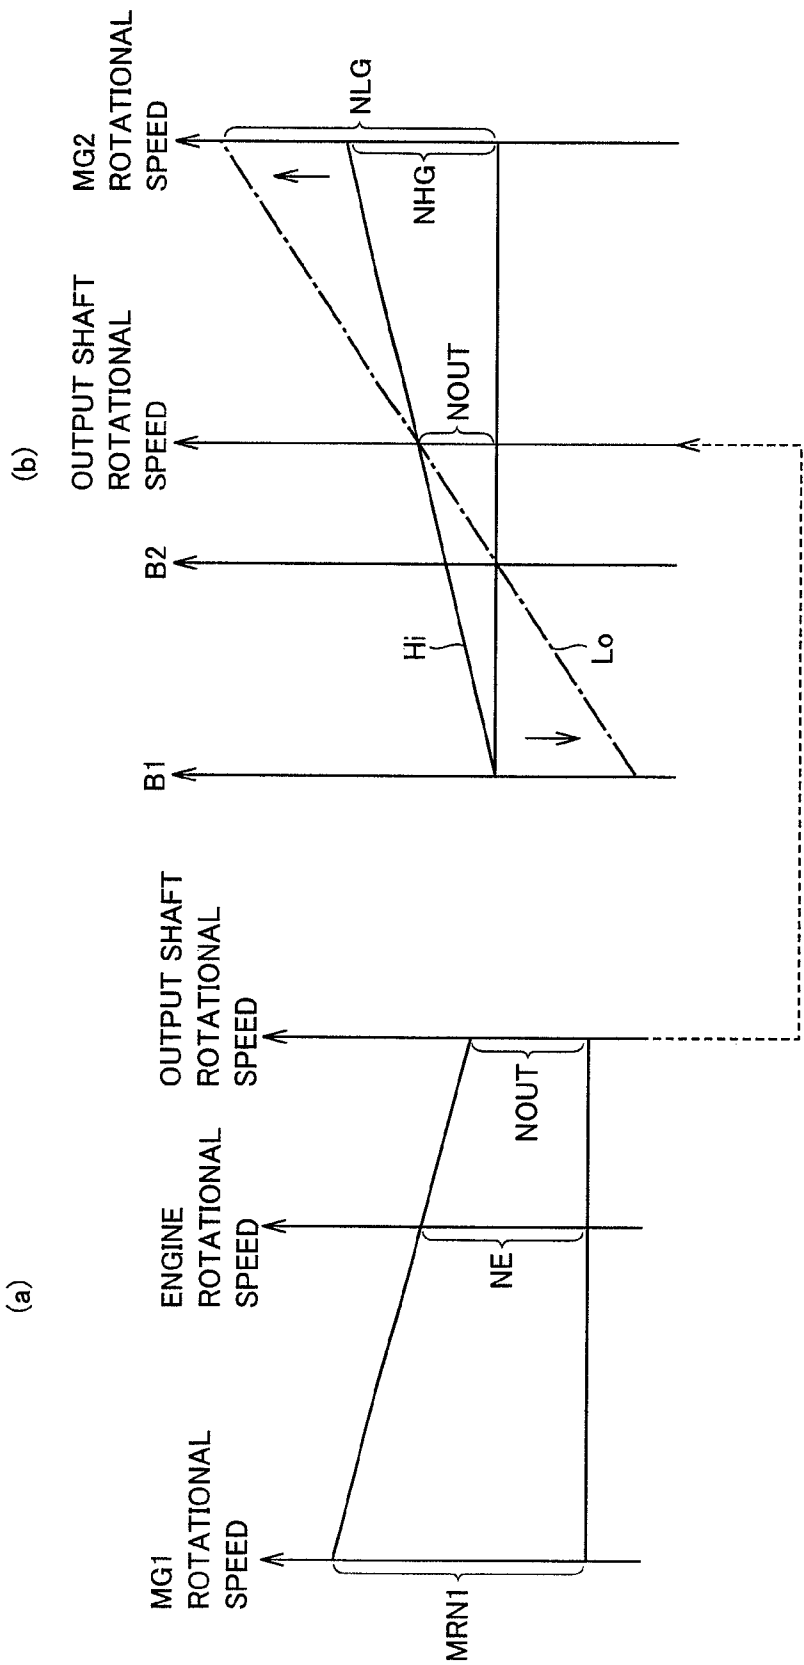 (a)
MG1
ROTATIONAL
SPEED
ENGINE
ROTATIONAL
SPEED
OUTPUT SHAFT
ROTATIONAL
SPEED
MRN1
NE
NOUT
(b)
B1
B2
OUTPUT SHAFT
ROTATIONAL
SPEED
MG2
ROTATIONAL
SPEED
Hi
Lo
NOUT
NHG
NLG